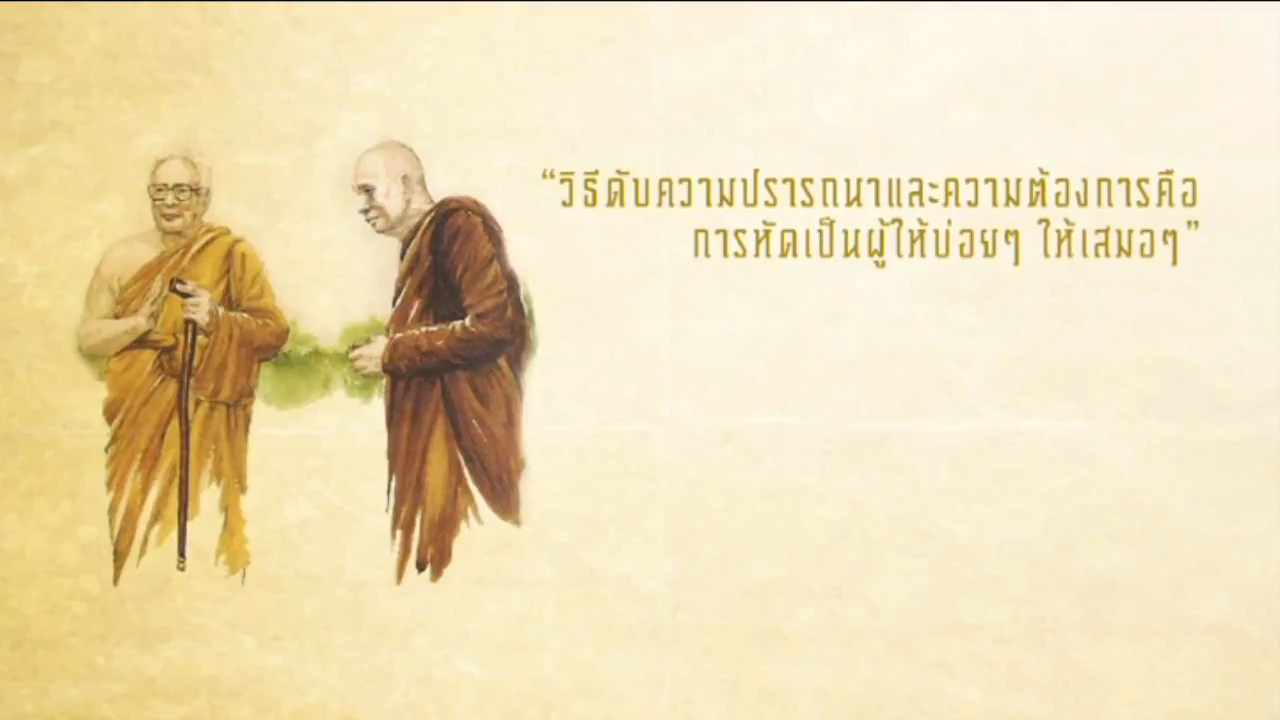 “วิธีดับความปรารถนาและความต้องการคือ
การหัดเป็นผู้ให้บ่อยๆ ให้เสมอๆ”